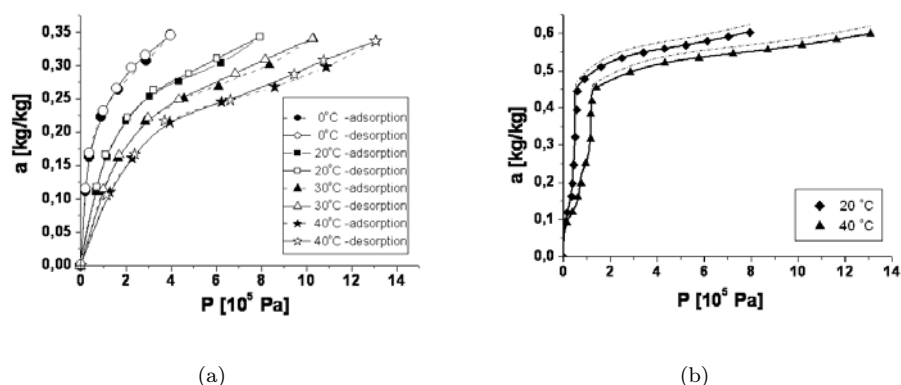 (a)
a [kg/kg]
0,35
0,30
0,25
0,20
0,15
0,10
0,05
0,00
0 2 4 6 8 10 12 14
P [10⁵ Pa]
0°C -adsorption
0°C -desorption
20°C -adsorption
20°C -desorption
30°C -adsorption
30°C -desorption
40°C -adsorption
40°C -desorption
(b)
a [kg/kg]
0,6
0,5
0,4
0,3
0,2
0,1
0,0
0 2 4 6 8 10 12 14
P [10⁵ Pa]
20 °C
40 °C